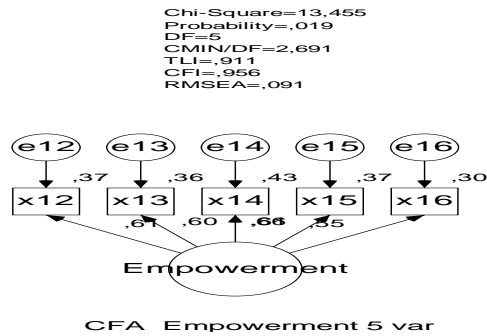 Chi-Square=13,455
Probability=,019
DF=5
CMIN/DF=2,691
TLI=,911
CFI=,956
RMSEA=,091
e12 e13 e14 e15 e16
,37 ,36 ,43 ,37 ,30
x12 x13 x14 x15 x16
,61 ,60 ,55
Empowerment
CFA Empowerment 5 var